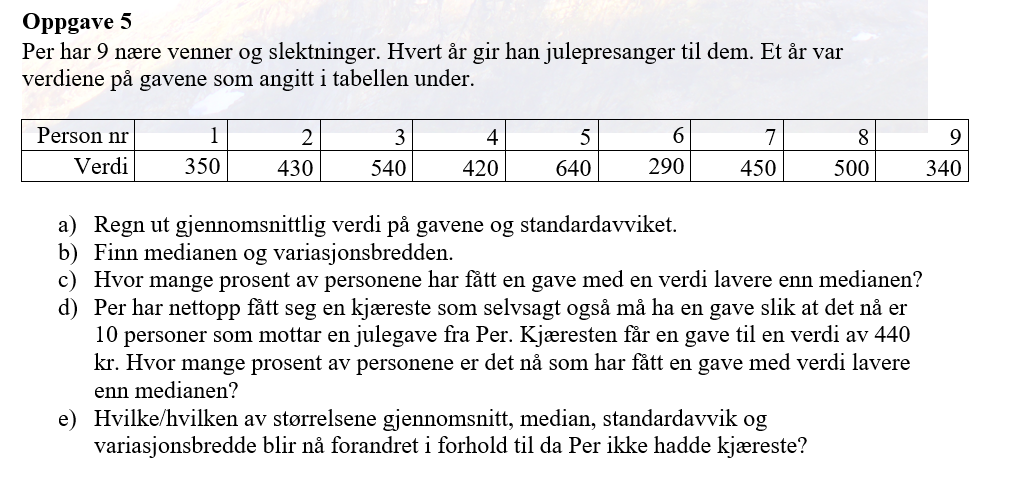 Oppgave 5
Per har 9 nære venner og slektninger. Hvert år gir han julepresanger til dem. Et år var
verdiene på gavene som angitt i tabellen under.
Person nr 1 2 3 4 5 6 7 8 9
Verdi 350 430 540 420 640 290 450 500 340
a) Regn ut gjennomsnittlig verdi på gavene og standardavviket.
b) Finn medianen og variasjonsbredden.
c) Hvor mange prosent av personene har fått en gave med en verdi lavere enn medianen?
d) Per har nettopp fått seg en kjæreste som selvsagt også må ha en gave slik at det nå er
10 personer som mottar en julegave fra Per. Kjæresten får en gave til en verdi av 440
kr. Hvor mange prosent av personene er det nå som har fått en gave med verdi lavere
enn medianen?
e) Hvilke/hvilken av størrelsene gjennomsnitt, median, standardavvik og
variasjonsbredde blir nå forandret i forhold til da Per ikke hadde kjæreste?